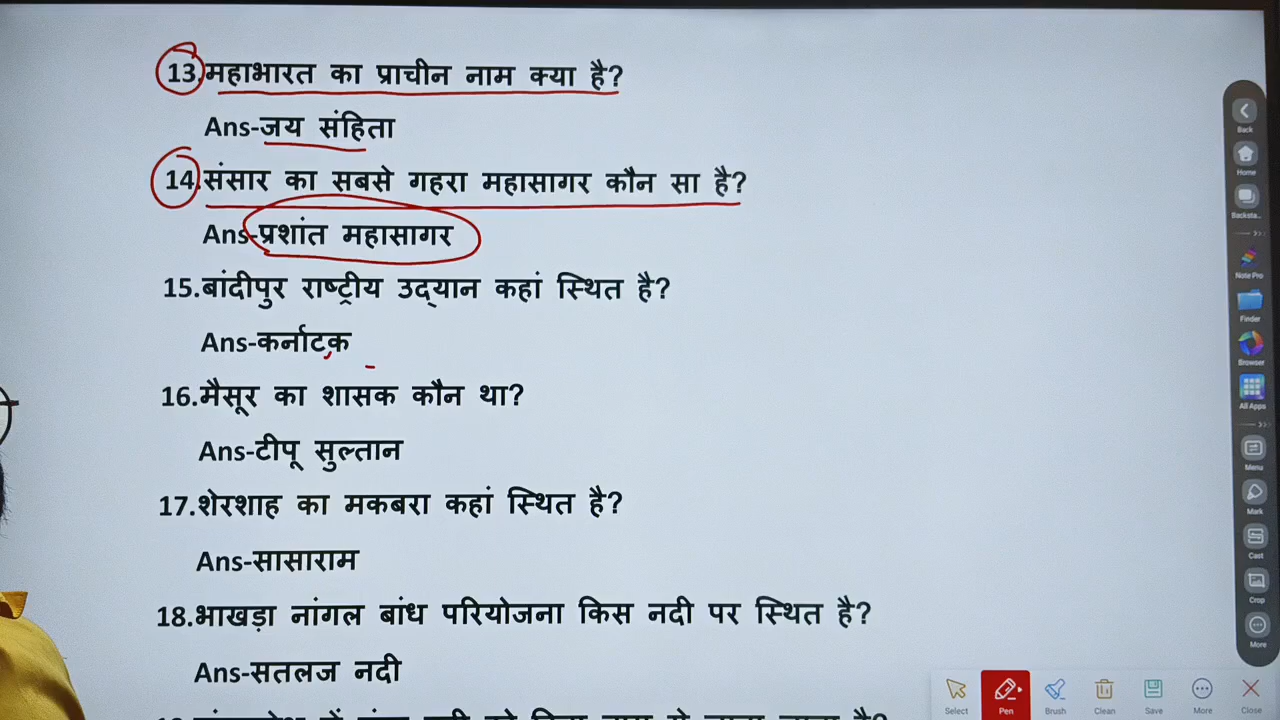 13.महाभारत का प्राचीन नाम क्या है?
Ans-जय संहिता
14.संसार का सबसे गहरा महासागर कौन सा है?
Ans-प्रशांत महासागर
15.बांदीपुर राष्ट्रीय उद्यान कहां स्थित है?
Ans-कर्नाटक
16.मैसूर का शासक कौन था?
Ans-टीपू सुल्तान
17.शेरशाह का मकबरा कहां स्थित है?
Ans-सासाराम
18.भाखड़ा नांगल बांध परियोजना किस नदी पर स्थित है?
Ans-सतलज नदी
Back
Home
Backsta..
Note Pro
Finder
Browser
All Apps
Menu
Mark
Cast
Crop
More
Select Pen Brush Clean Save More Close